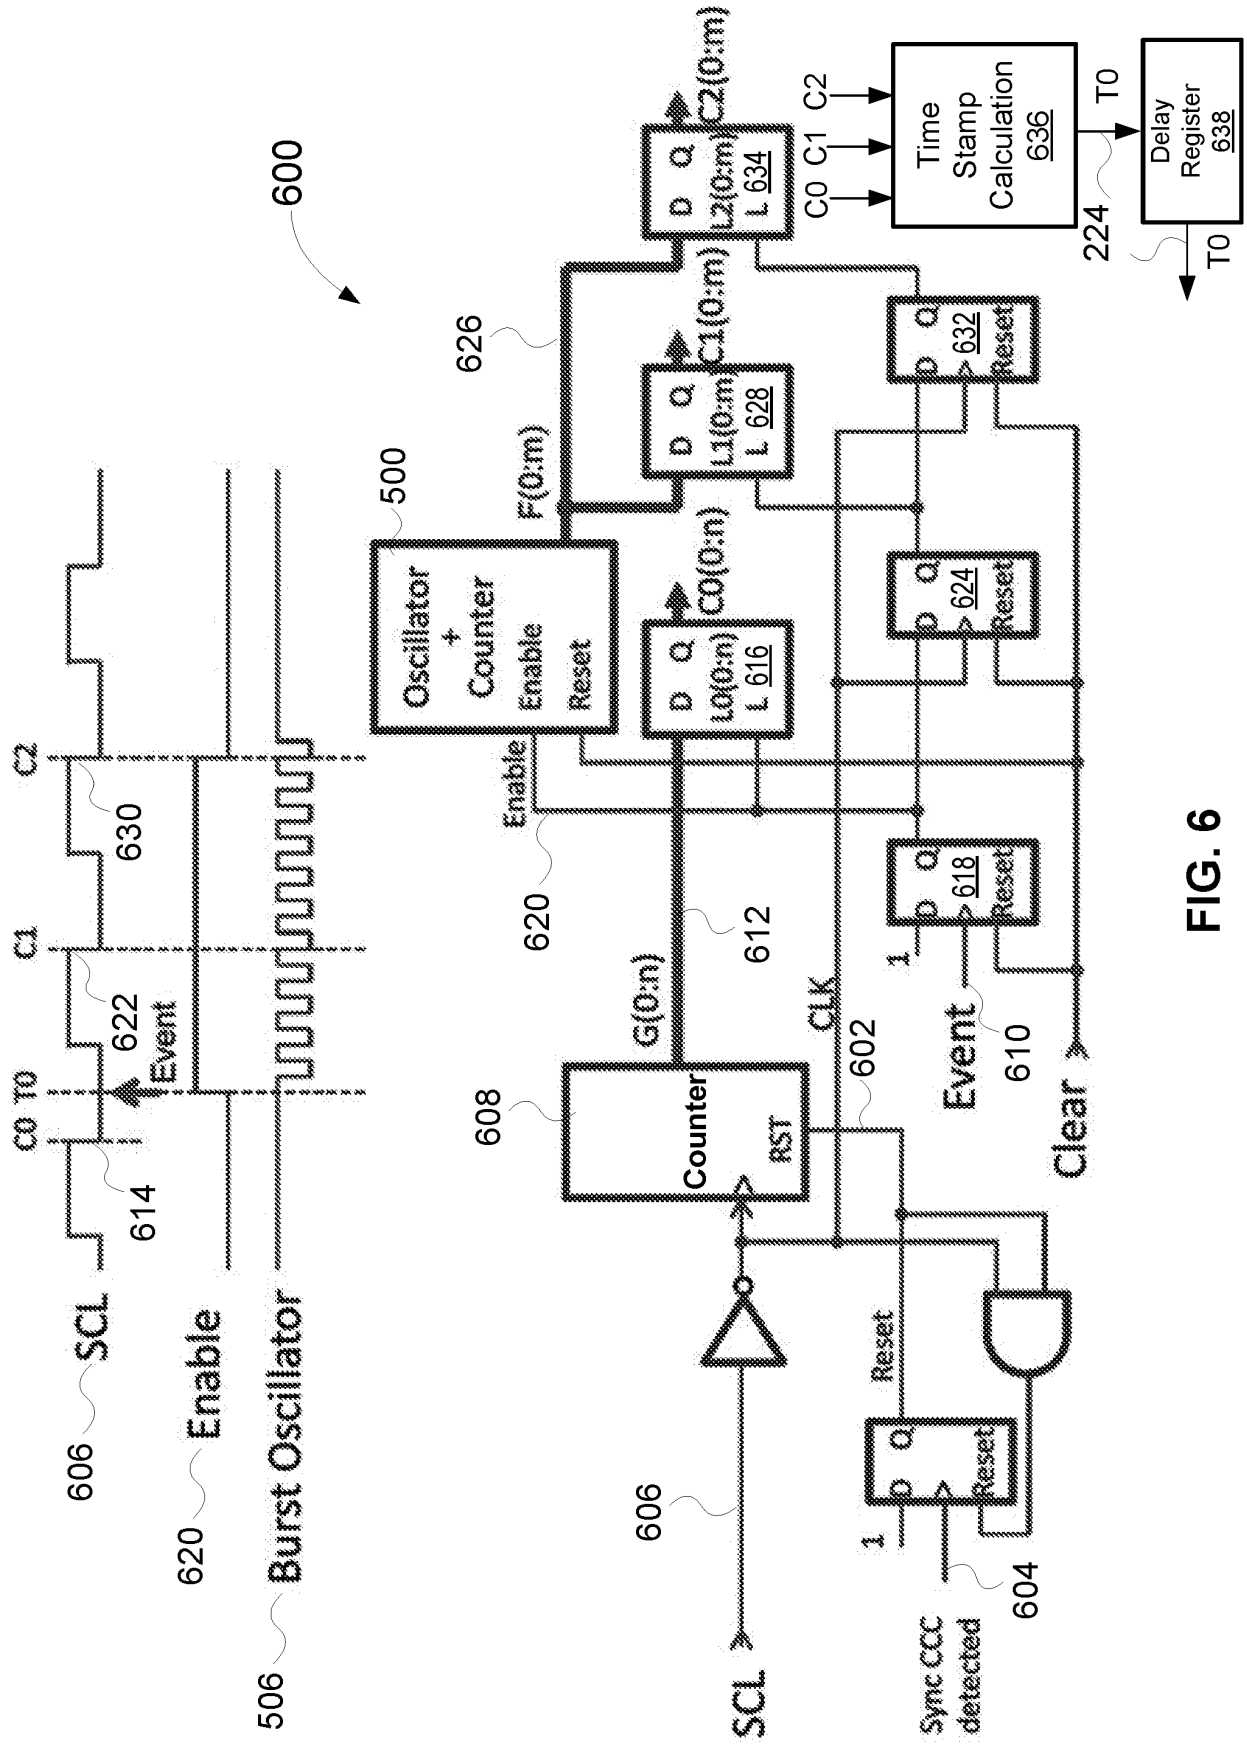 600
C0 T0 C1 C2
606
SCL
614
622
630
Event
620
Enable
506
Burst Oscillator
500
Oscillator
+
Counter
Enable
Reset
Enable
620
F(0:m)
626
608
Counter
RST
G(0:n)
612
D Q
L0(0:n)
L 616
C0(0:n)
D Q
L1(0:m)
L 628
C1(0:m)
D Q
L2(0:m)
L 634
C2(0:m)
SCL
606
CLK
602
Reset
1
D Q
Reset
Sync CCC
detected
604
1
D Q
618
Reset
Event
610
Clear
D Q
624
Reset
D Q
632
Reset
C0 C1 C2
Time
Stamp
Calculation
636
224
T0
Delay
Register
638
T0
FIG. 6